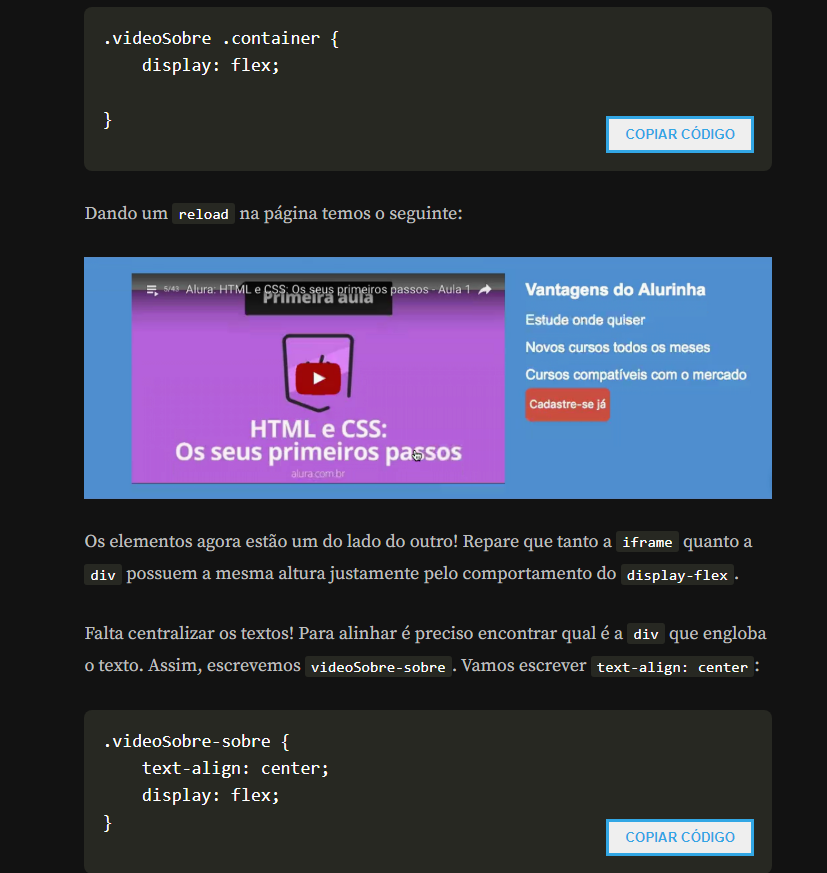 .videoSobre .container {
display: flex;
}
COPIAR CÓDIGO
Dando um reload na página temos o seguinte:
5/43 Alura: HTML e CSS: Os seus primeiros passos - Aula 1
Primeira aula
HTML e CSS:
Os seus primeiros passos
alura.com.br
Vantagens do Alurinha
Estude onde quiser
Novos cursos todos os meses
Cursos compatíveis com o mercado
Cadastre-se já
Os elementos agora estão um do lado do outro! Repare que tanto a iframe quanto a
div possuem a mesma altura justamente pelo comportamento do display-flex.
Falta centralizar os textos! Para alinhar é preciso encontrar qual é a div que engloba
o texto. Assim, escrevemos videoSobre-sobre. Vamos escrever text-align: center:
.videoSobre-sobre {
text-align: center;
display: flex;
}
COPIAR CÓDIGO